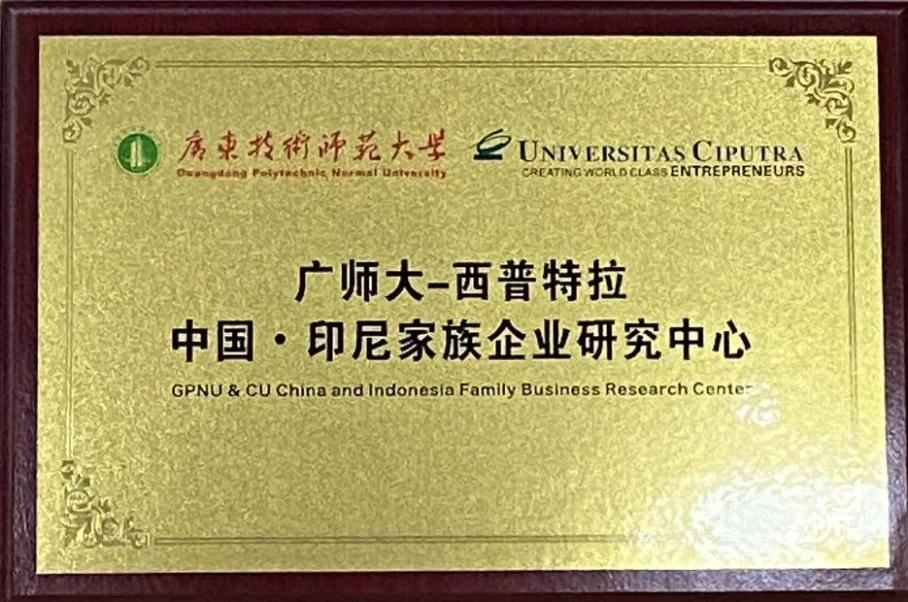 廣東技術師範大學
Guangdong Polytechnic Normal University
UNIVERSITAS CIPUTRA
CREATING WORLD CLASS ENTREPRENEURS
广师大-西普特拉
中国·印尼家族企业研究中心
GPNU & CU China and Indonesia Family Business Research Center